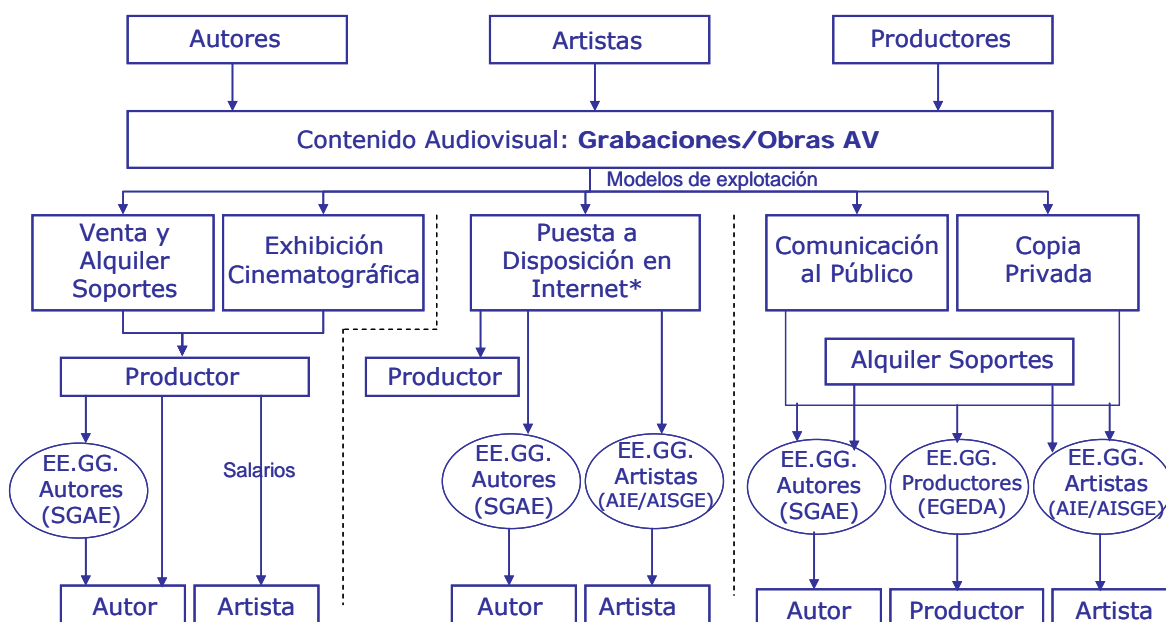 Autores
Artistas
Productores
Contenido Audiovisual: Grabaciones/Obras AV
Modelos de explotación
Venta y
Alquiler
Soportes
Exhibición
Cinematográfica
Puesta a
Disposición en
Internet*
Comunicación
al Público
Copia
Privada
Alquiler Soportes
Productor
Productor
EE.GG.
Autores
(SGAE)
Salarios
EE.GG.
Autores
(SGAE)
EE.GG.
Artistas
(AIE/AISGE)
EE.GG.
Autores
(SGAE)
EE.GG.
Productores
(EGEDA)
EE.GG.
Artistas
(AIE/AISGE)
Autor
Artista
Autor
Artista
Autor
Productor
Artista